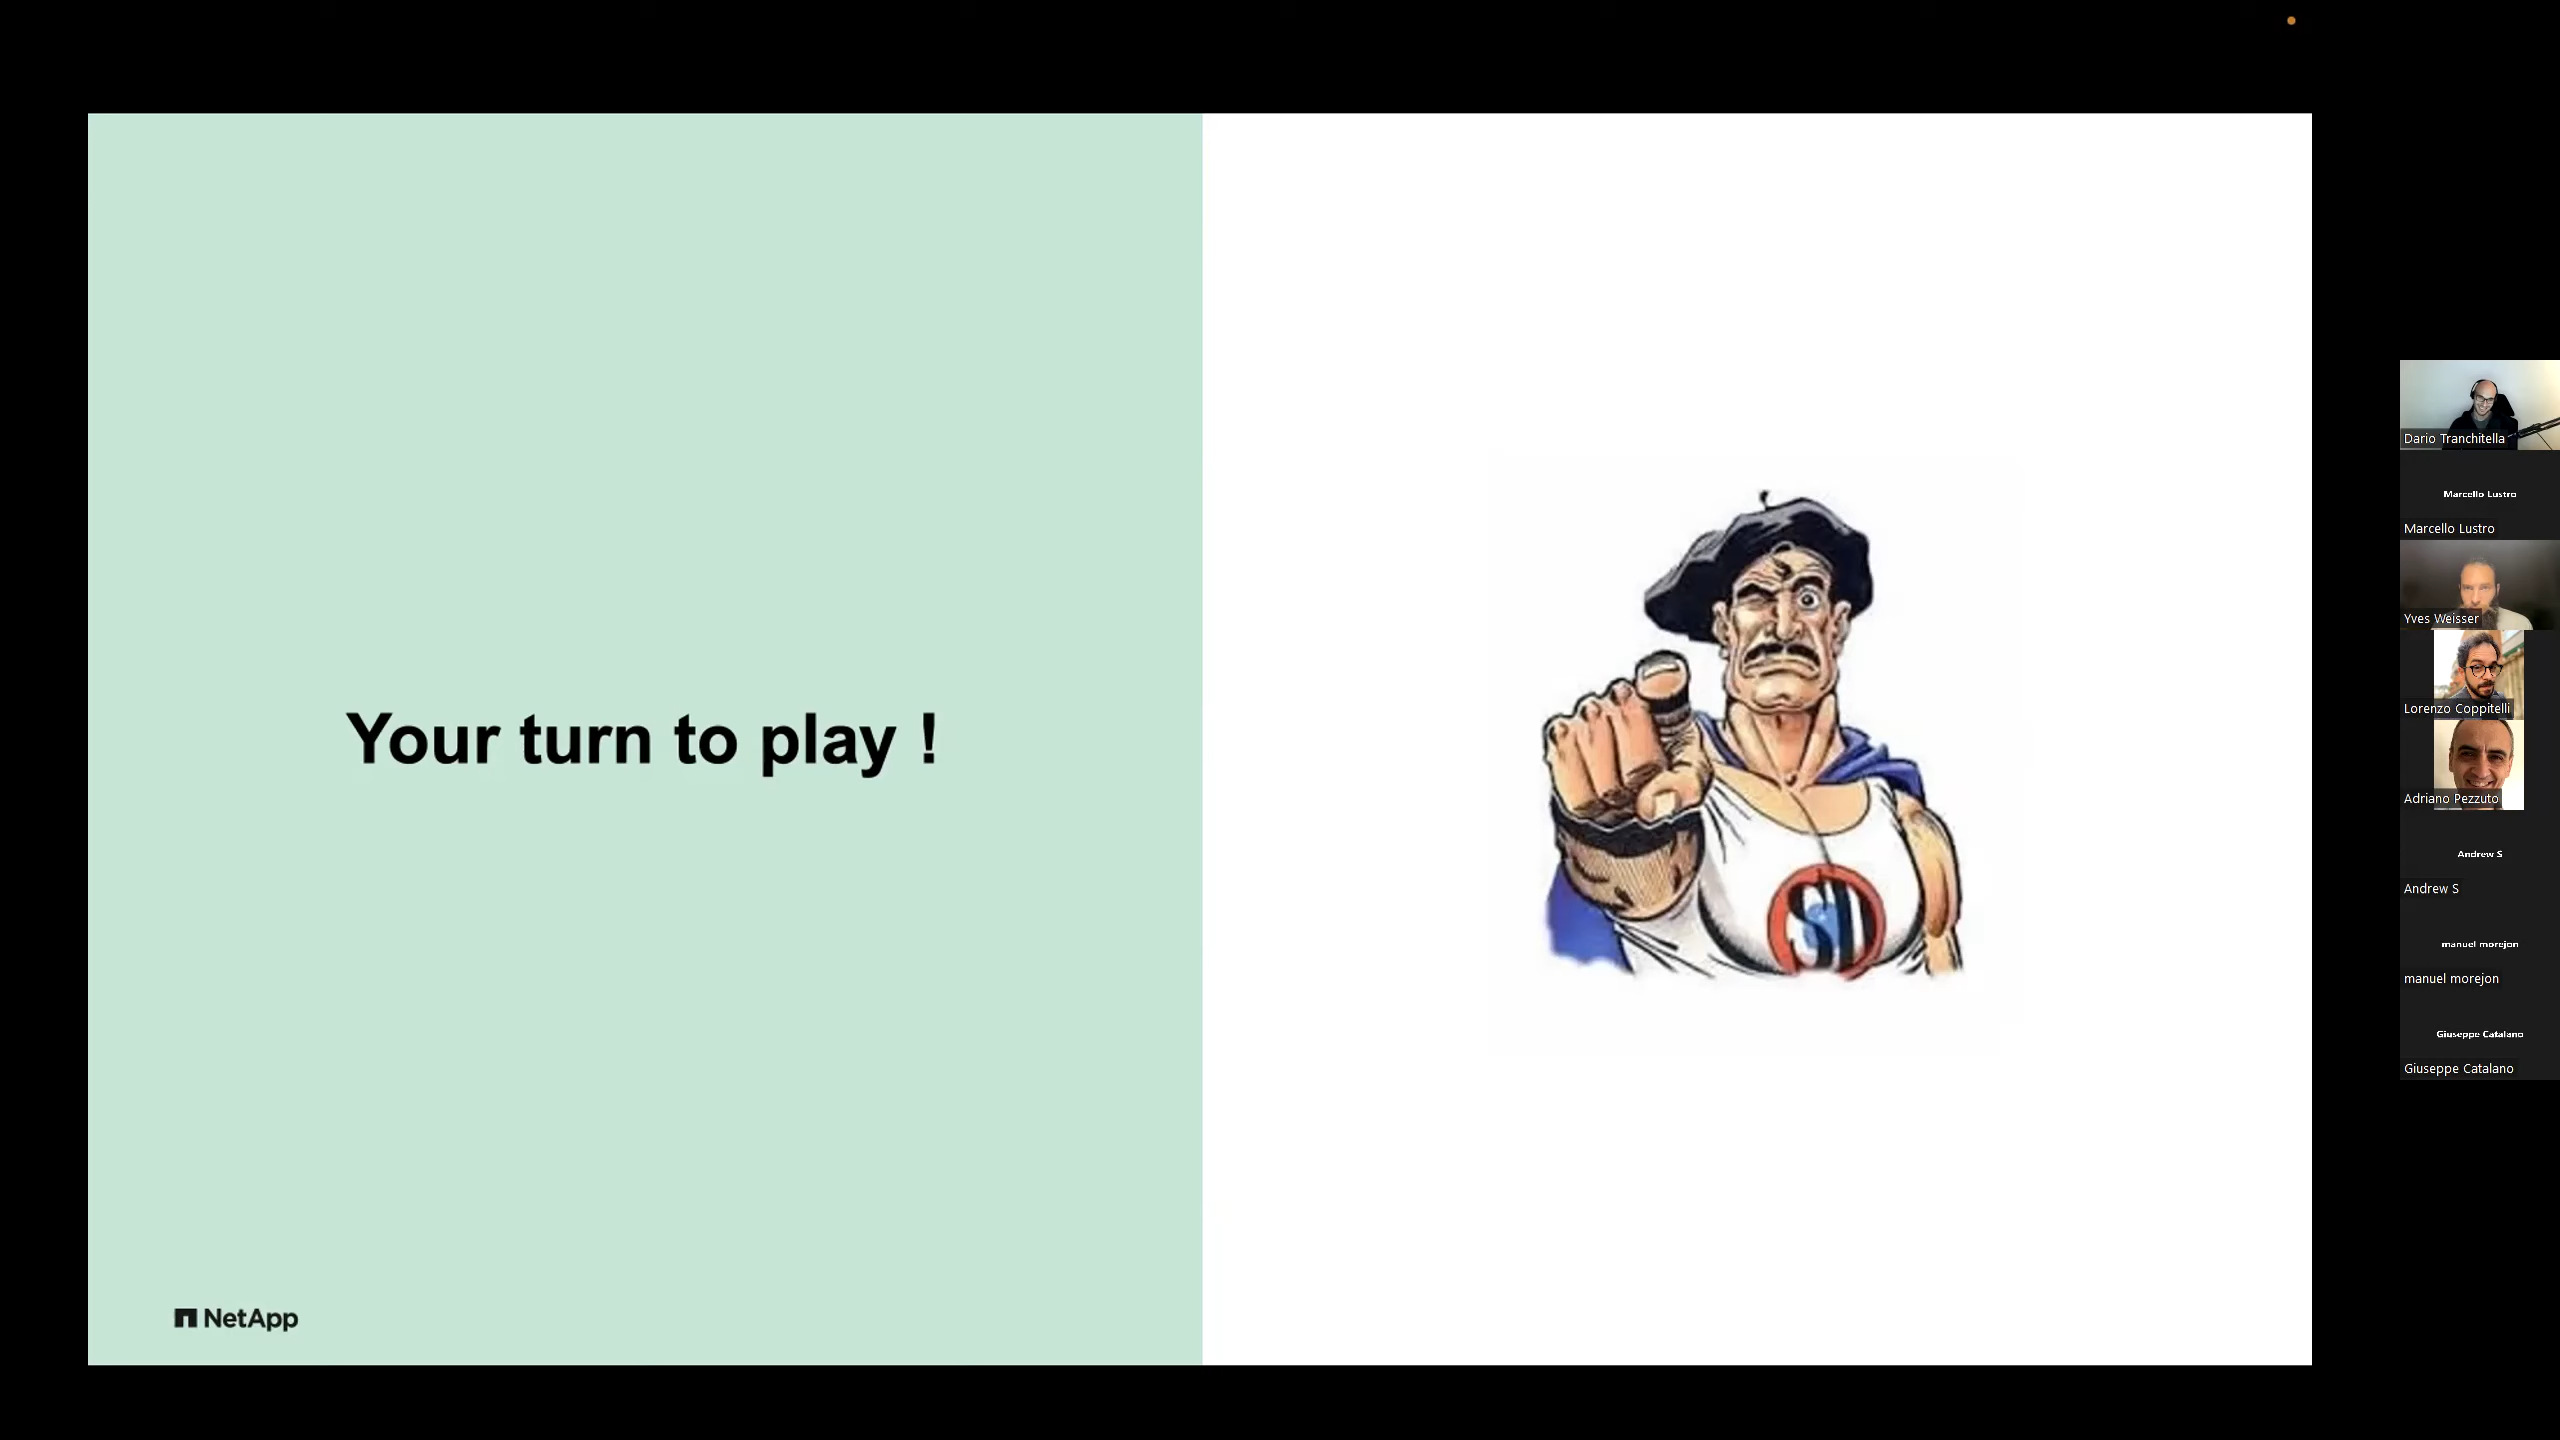 Your turn to play !
NetApp
SD
Dario Tranchitella
Marcello Lustro
Marcello Lustro
Yves Weisser
Lorenzo Coppitelli
Adriano Pezzuto
Andrew S
Andrew S
manuel morejon
manuel morejon
Giuseppe Catalano
Giuseppe Catalano